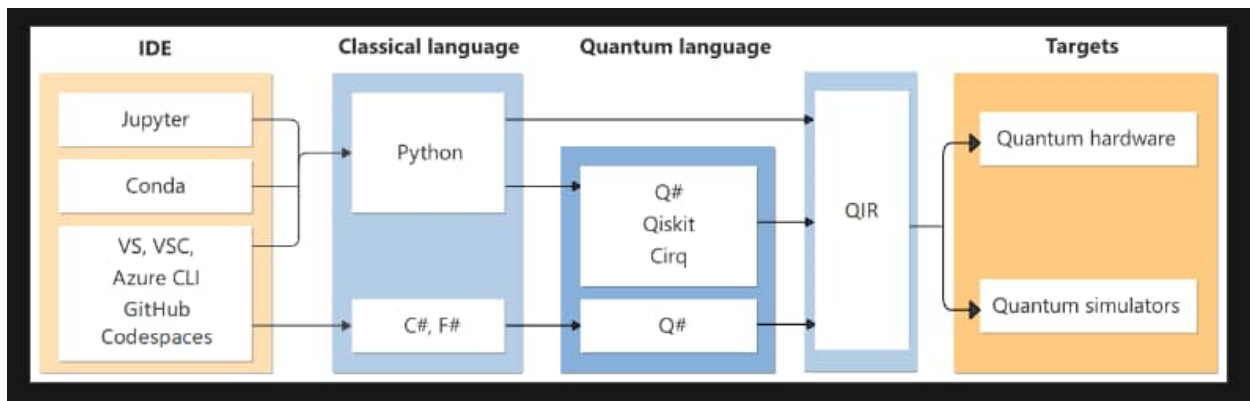 IDE
Classical language
Quantum language
Targets
Jupyter
Conda
VS, VSC,
Azure CLI
GitHub
Codespaces
Python
C#, F#
Q#
Qiskit
Cirq
Q#
QIR
Quantum hardware
Quantum simulators